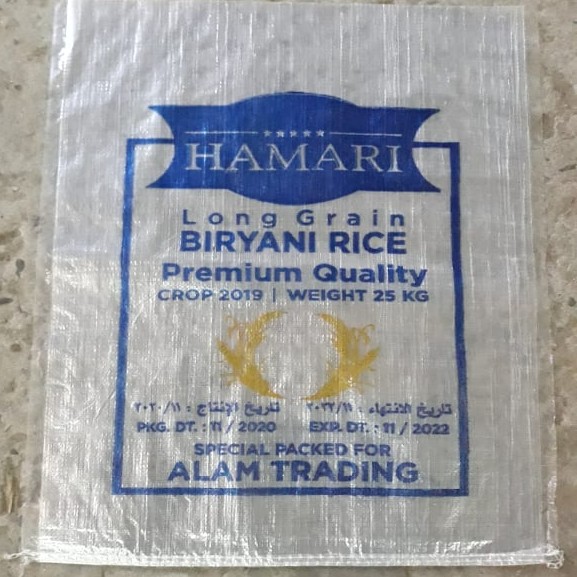 HAMARI
Long Grain
BIRYANI RICE
Premium Quality
CROP 2019 | WEIGHT 25 KG
تاريخ الإنتاج : ٢٠٢٠/١١ تاريخ الانتهاء : ٢٠٢٢/١١
PKG. DT. : 11 / 2020 EXP. DT. : 11 / 2022
SPECIAL PACKED FOR
ALAM TRADING